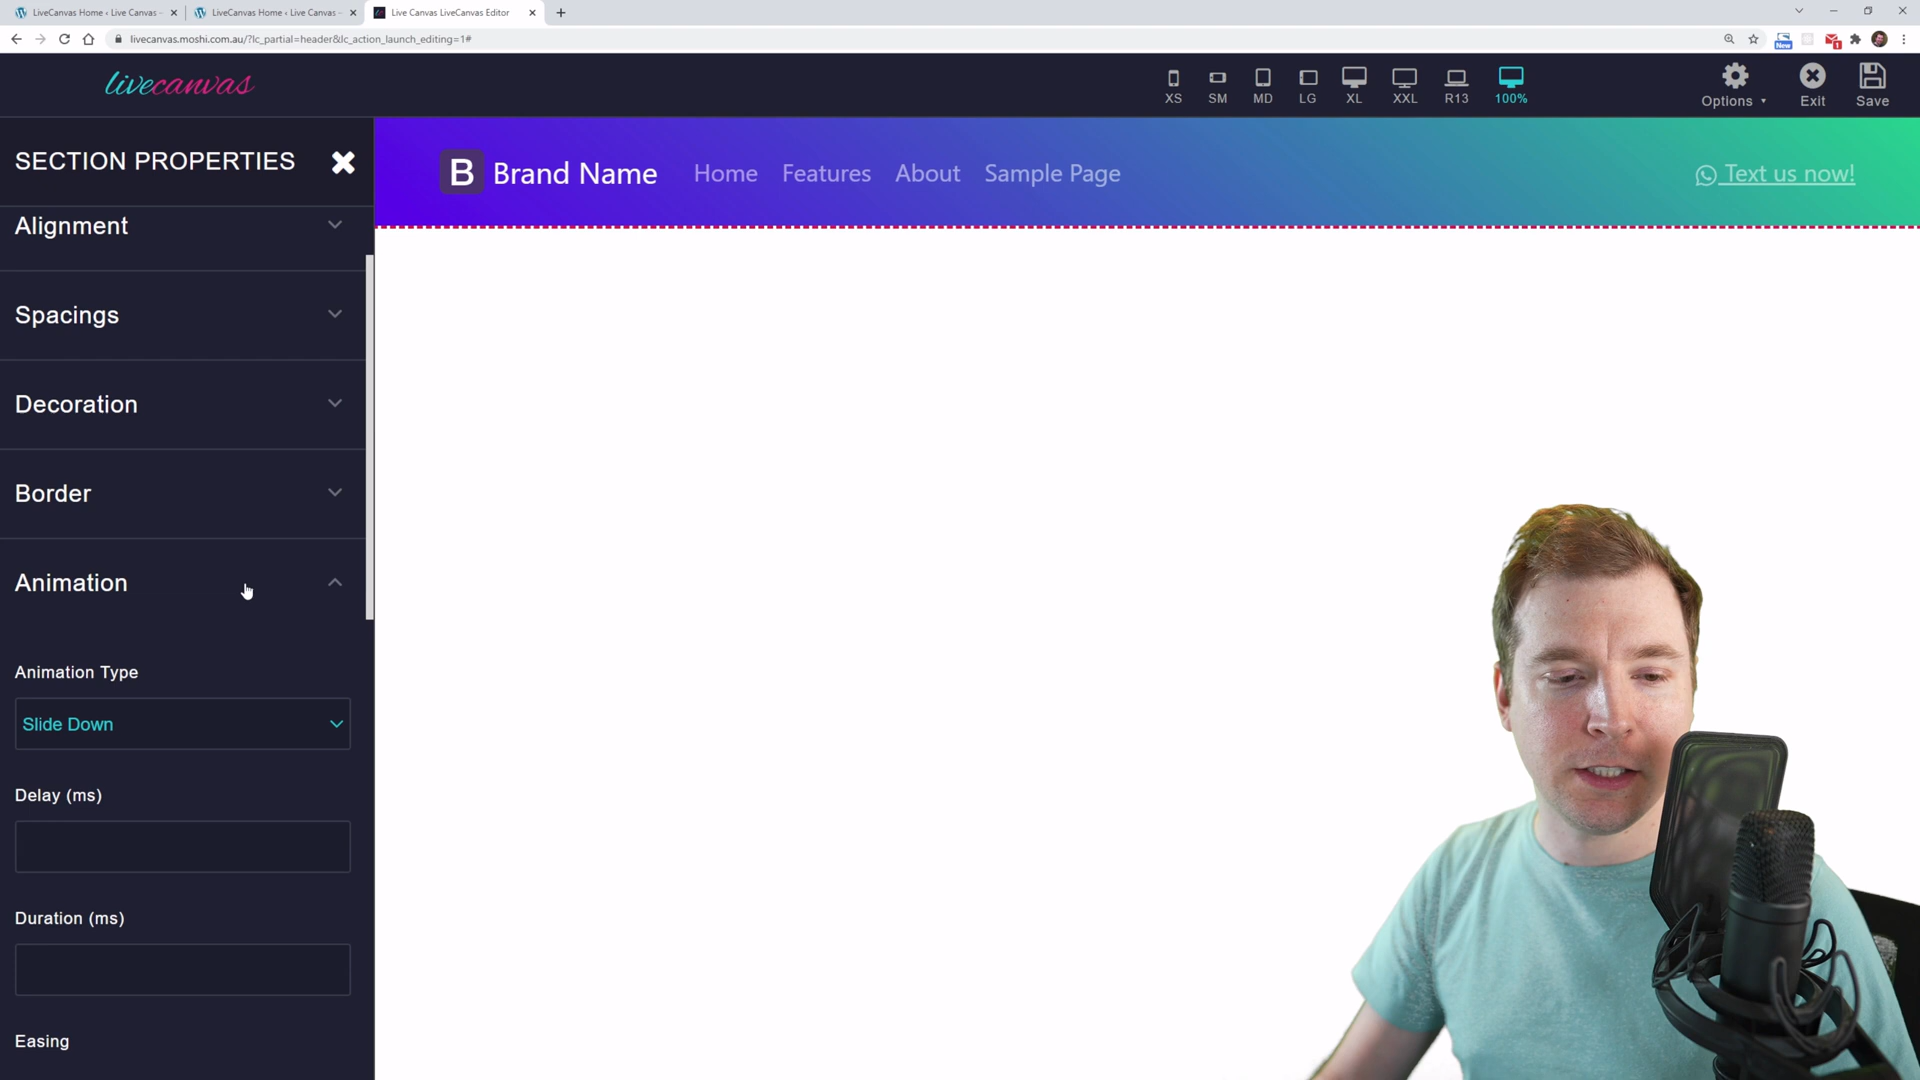 LiveCanvas Home ‹ Live Canvas –
LiveCanvas Home ‹ Live Canvas –
Live Canvas LiveCanvas Editor
livecanvas.moshi.com.au/?lc_partial=header&lc_action_launch_editing=1#
New
1
livecanvas
XS
SM
MD
LG
XL
XXL
R13
100%
Options
Exit
Save
SECTION PROPERTIES
Alignment
Spacings
Decoration
Border
Animation
Animation Type
Slide Down
Delay (ms)
Duration (ms)
Easing
B Brand Name
Home
Features
About
Sample Page
Text us now!